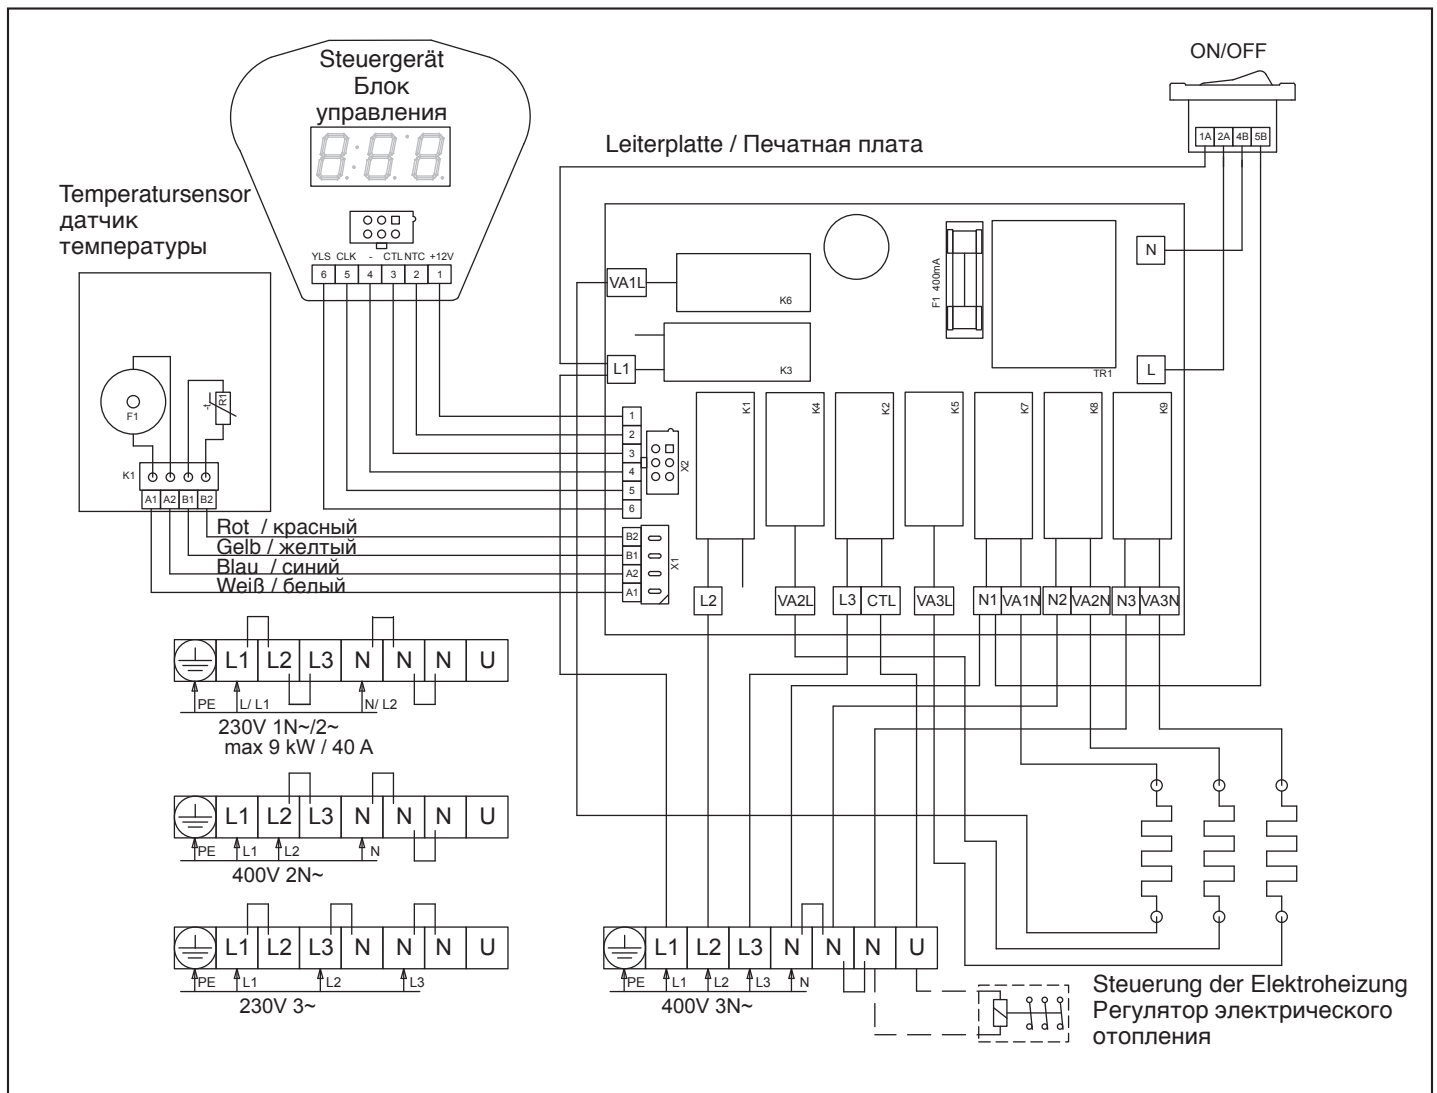 Steuergerät
Блок
управления
8:8.8
YLS CLK - CTL NTC +12V
6 5 4 3 2 1
Temperatursensor
датчик
температуры
F1
R1
-t
K1
A1 A2 B1 B2
Rot / красный
Gelb / желтый
Blau / синий
Weiß / белый
Leiterplatte / Печатная плата
ON/OFF
1A 2A 4B 5B
VA1L
K6
L1
K3
F1 400mA
TR1
N
L
1
2
3
4
5
6
X2
B2
B1
A2
A1
X1
K1 K4 K2 K5 K7 K8 K9
L2 VA2L L3 CTL VA3L N1 VA1N N2 VA2N N3 VA3N
L1 L2 L3 N N N U
PE L/ L1 N/ L2
230V 1N~/2~
max 9 kW / 40 A
L1 L2 L3 N N N U
PE L1 L2 N
400V 2N~
L1 L2 L3 N N N U
PE L1 L2 L3
230V 3~
L1 L2 L3 N N N U
PE L1 L2 L3 N
400V 3N~
Steuerung der Elektroheizung
Регулятор электрического
отопления